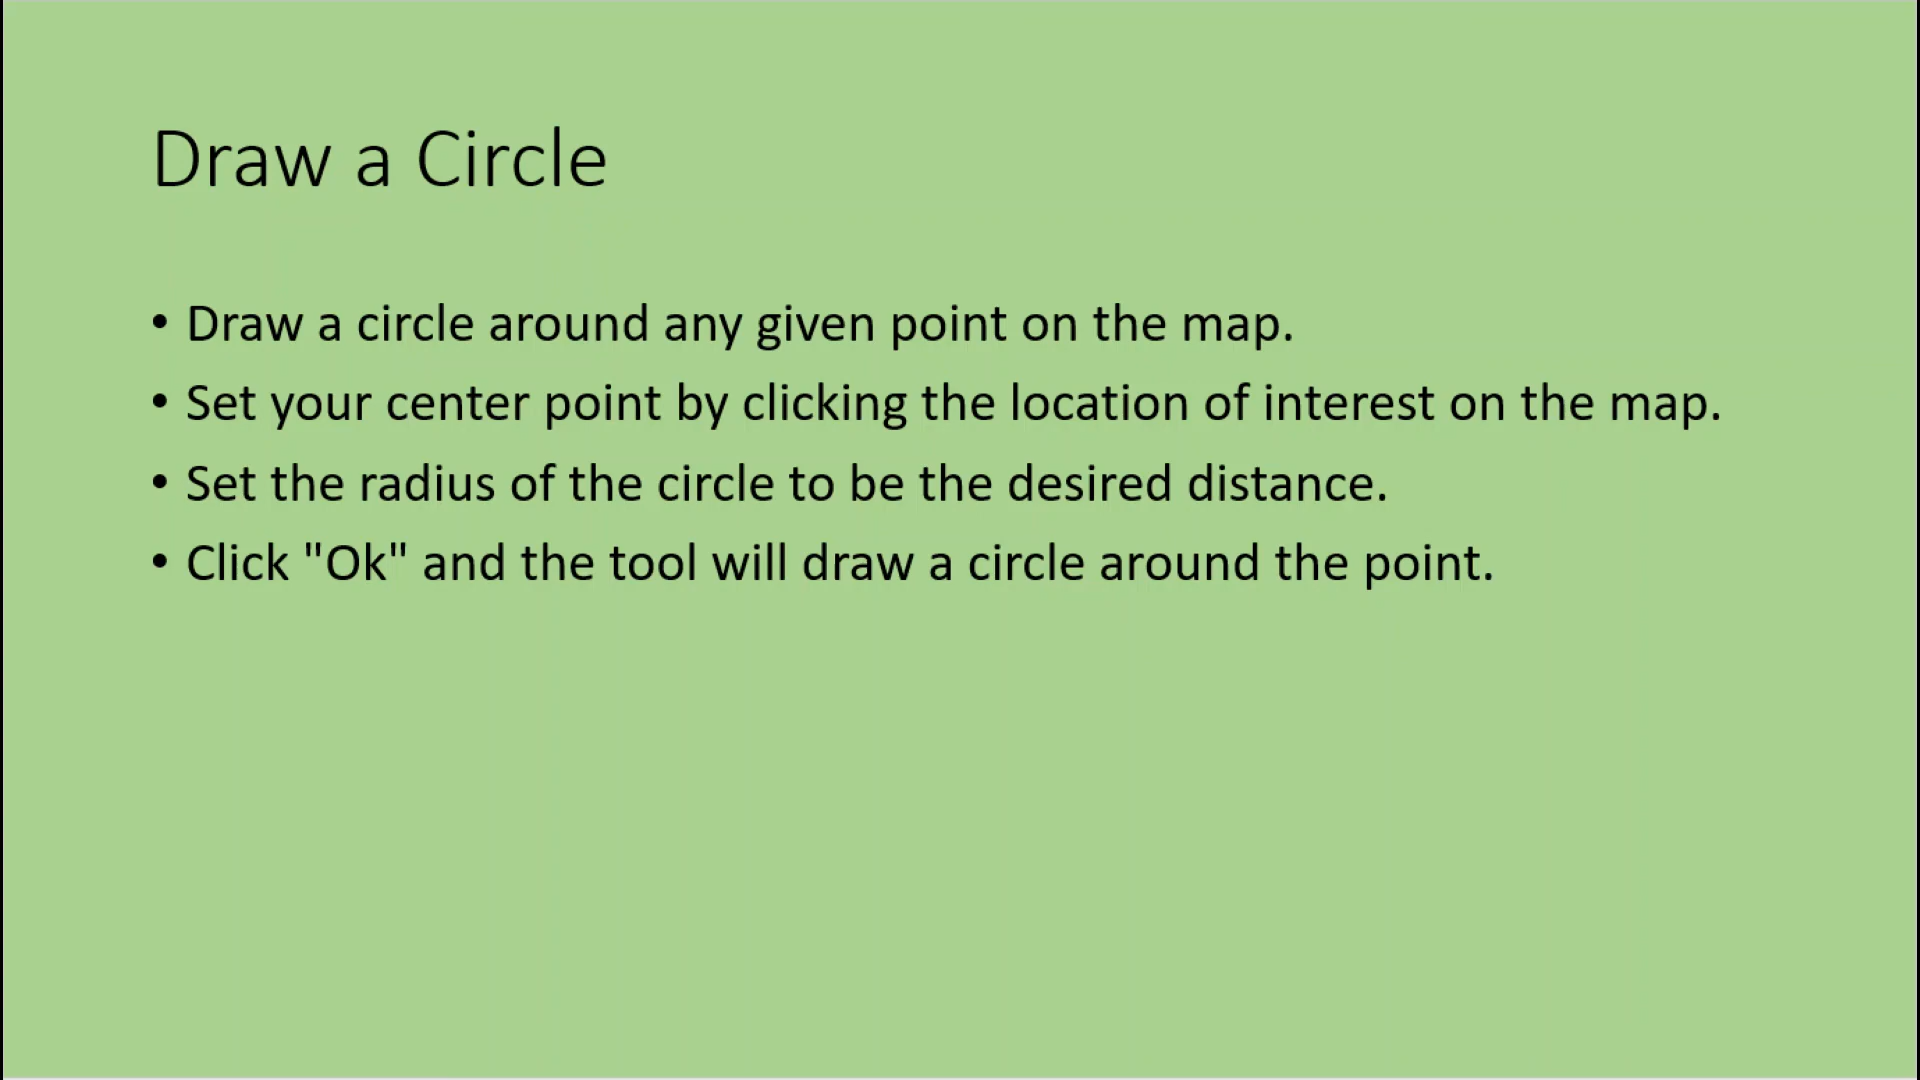 Draw a Circle
• Draw a circle around any given point on the map.
• Set your center point by clicking the location of interest on the map.
• Set the radius of the circle to be the desired distance.
• Click "Ok" and the tool will draw a circle around the point.